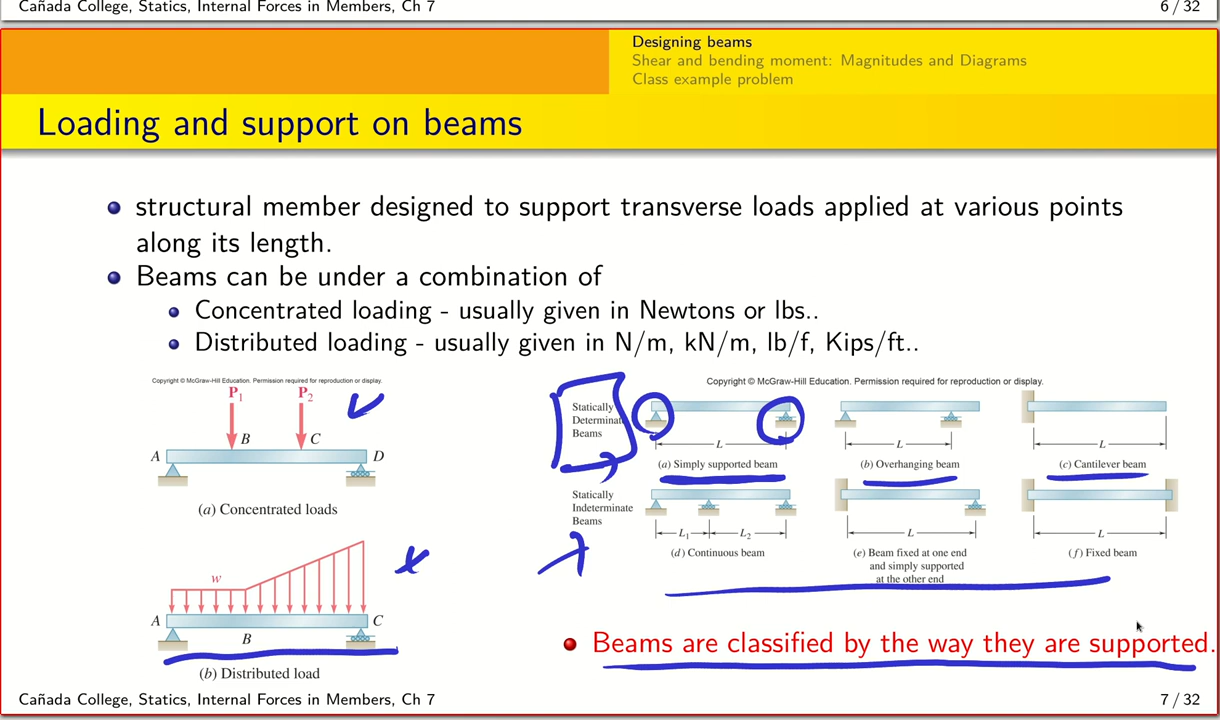 Cañada College, Statics, Internal Forces in Members, Ch 7
6 / 32
Designing beams
Shear and bending moment: Magnitudes and Diagrams
Class example problem
Loading and support on beams
structural member designed to support transverse loads applied at various points
along its length.
Beams can be under a combination of
Concentrated loading - usually given in Newtons or lbs..
Distributed loading - usually given in N/m, kN/m, lb/f, Kips/ft..
Copyright © McGraw-Hill Education. Permission required for reproduction or display.
P1 P2
B C
A D
(a) Concentrated loads
w
A C
B
(b) Distributed load
Copyright © McGraw-Hill Education. Permission required for reproduction or display.
Statically
Determinate
Beams
L
(a) Simply supported beam
L
(b) Overhanging beam
L
(c) Cantilever beam
Statically
Indeterminate
Beams
L1 L2
(d) Continuous beam
L
(e) Beam fixed at one end
and simply supported
at the other end
L
(f) Fixed beam
Beams are classified by the way they are supported.
Cañada College, Statics, Internal Forces in Members, Ch 7
7 / 32